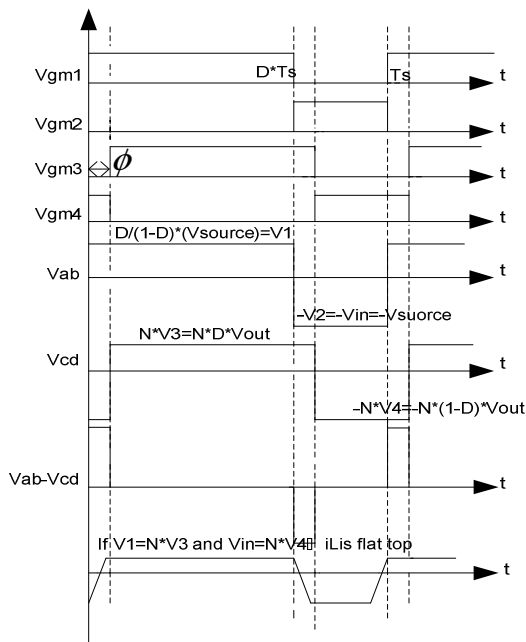 D*Ts
Ts
Vgm1
t
Vgm2
t
Vgm3
ϕ
t
Vgm4
t
D/(1-D)*(Vsource)=V1
Vab
t
-V2=-Vin=-Vsuorce
N*V3=N*D*Vout
Vcd
t
-N*V4=-N*(1-D)*Vout
Vab-Vcd
t
If V1=N*V3 and Vin=N*V4▯ iLis flat top
t